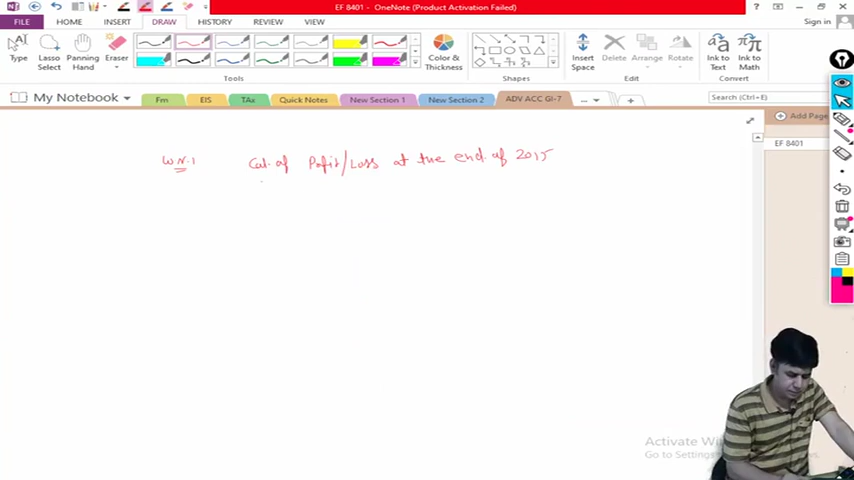 EF 8401 - OneNote (Product Activation Failed)
FILE HOME INSERT DRAW HISTORY REVIEW VIEW
Sign in
Type Lasso Select Panning Hand Eraser
Color & Thickness
Insert Space Delete Arrange Rotate Ink to Text Ink to Math
Tools Shapes Edit Convert
My Notebook Fm EIS TAx Quick Notes New Section 1 New Section 2 ADV ACC GI-7
Search (Ctrl+E)
Add Page
EF 8401
W.N.1 Cal. of Pofit/Loss at the end of 2015
Activate Wi
Go to Settings